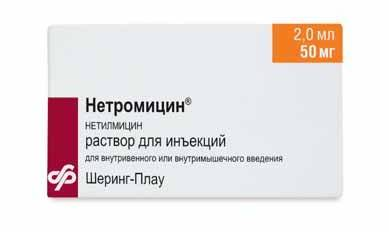 2,0 мл
50 мг
Нетромицин®
НЕТИЛМИЦИН
раствор для инъекций
для внутривенного или внутримышечного введения
Шеринг-Плау